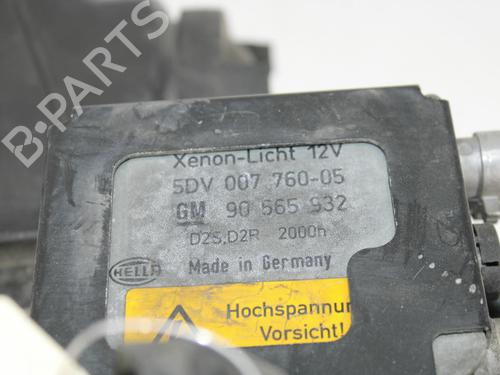 Xenon-Licht 12V
5DV 007 760-05
GM 90 565 932
D2S,D2R 2000h
HELLA Made in Germany
Hochspannun
Vorsicht!
B-Parts